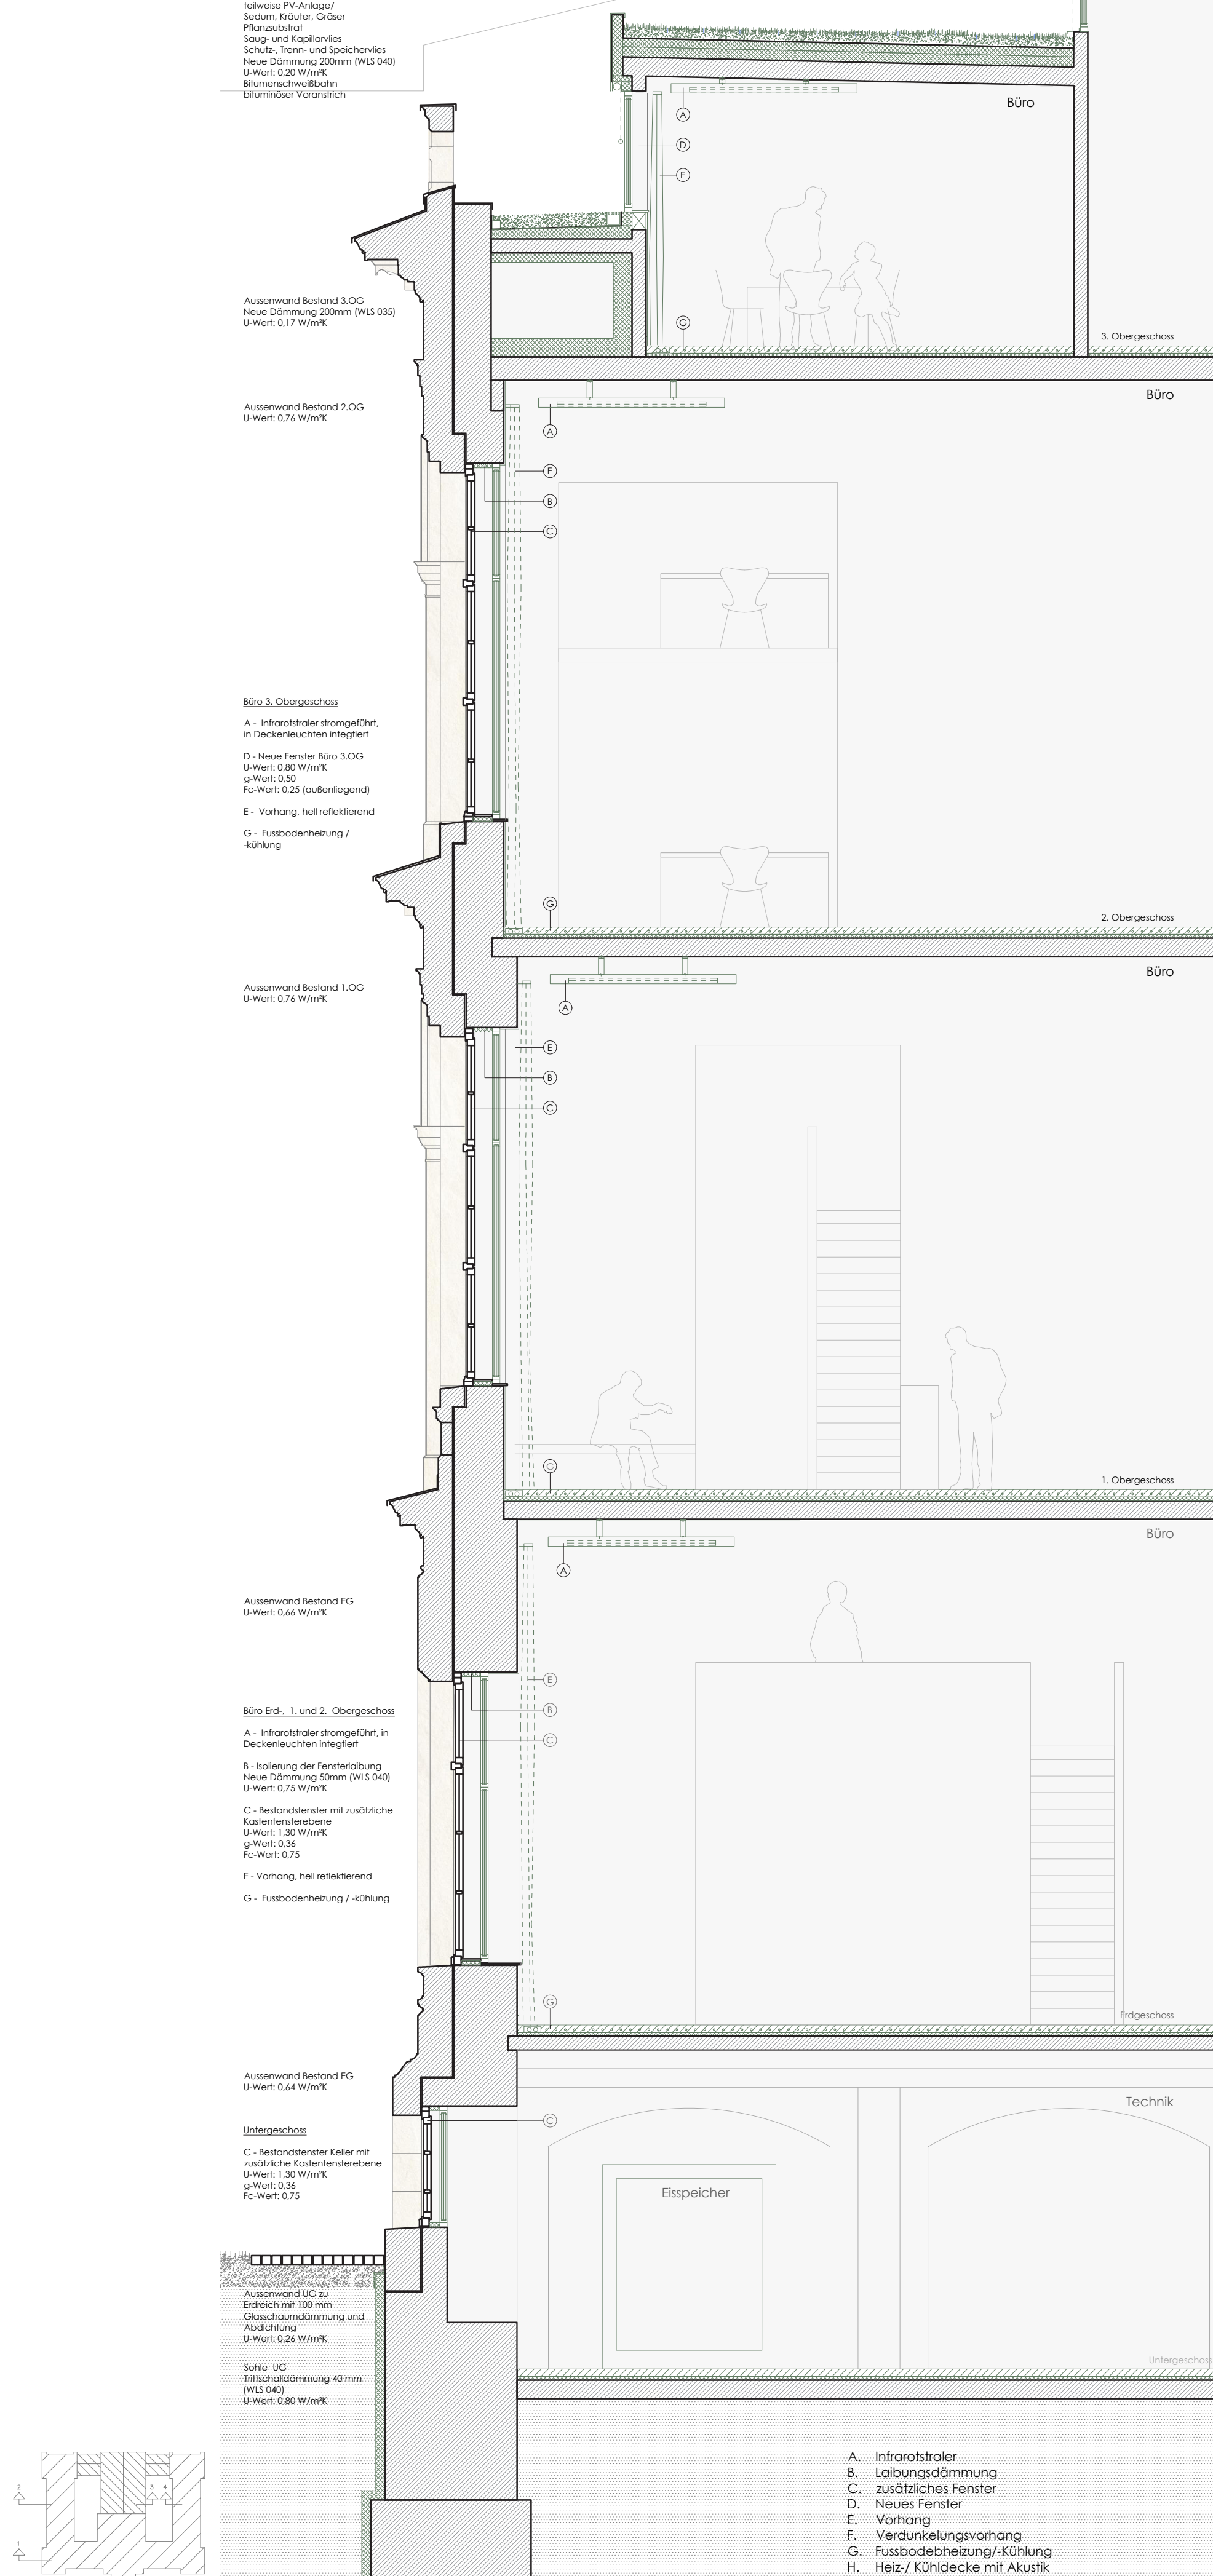 teilweise PV-Anlage/
Sedum, Kräuter, Gräser
Pflanzsubstrat
Saug- und Kapillarvlies
Schutz-, Trenn- und Speichervlies
Neue Dämmung 200mm (WLS 040)
U-Wert: 0,20 W/m²K
Bitumenschweißbahn
bituminöser Voranstrich
Büro
A
D
E
Aussenwand Bestand 3.OG
Neue Dämmung 200mm (WLS 035)
U-Wert: 0,17 W/m²K
G
3. Obergeschoss
Büro
Aussenwand Bestand 2.OG
U-Wert: 0,76 W/m²K
A
E
B
C
Büro 3. Obergeschoss
A - Infrarotstraler stromgeführt,
in Deckenleuchten integtiert
D - Neue Fenster Büro 3.OG
U-Wert: 0,80 W/m²K
g-Wert: 0,50
Fc-Wert: 0,25 (außenliegend)
E - Vorhang, hell reflektierend
G - Fussbodenheizung /
-kühlung
G
2. Obergeschoss
Büro
Aussenwand Bestand 1.OG
U-Wert: 0,76 W/m²K
A
E
B
C
G
1. Obergeschoss
Büro
A
Aussenwand Bestand EG
U-Wert: 0,66 W/m²K
E
B
C
Büro Erd-, 1. und 2. Obergeschoss
A - Infrarotstraler stromgeführt, in
Deckenleuchten integtiert
B - Isolierung der Fensterlaibung
Neue Dämmung 50mm (WLS 040)
U-Wert: 0,75 W/m²K
C - Bestandsfenster mit zusätzliche
Kastenfensterebene
U-Wert: 1,30 W/m²K
g-Wert: 0,36
Fc-Wert: 0,75
E - Vorhang, hell reflektierend
G - Fussbodenheizung / -kühlung
G
Erdgeschoss
Aussenwand Bestand EG
U-Wert: 0,64 W/m²K
Technik
C
Untergeschoss
C - Bestandsfenster Keller mit
zusätzliche Kastenfensterebene
U-Wert: 1,30 W/m²K
g-Wert: 0,36
Fc-Wert: 0,75
Eisspeicher
Aussenwand UG zu
Erdreich mit 100 mm
Glasschaumdämmung und
Abdichtung
U-Wert: 0,26 W/m²K
Untergeschoss
Sohle UG
Trittschalldämmung 40 mm
(WLS 040)
U-Wert: 0,80 W/m²K
2
3 4
1
A. Infrarotstraler
B. Laibungsdämmung
C. zusätzliches Fenster
D. Neues Fenster
E. Vorhang
F. Verdunkelungsvorhang
G. Fussbodebheizung/-Kühlung
H. Heiz-/ Kühldecke mit Akustik